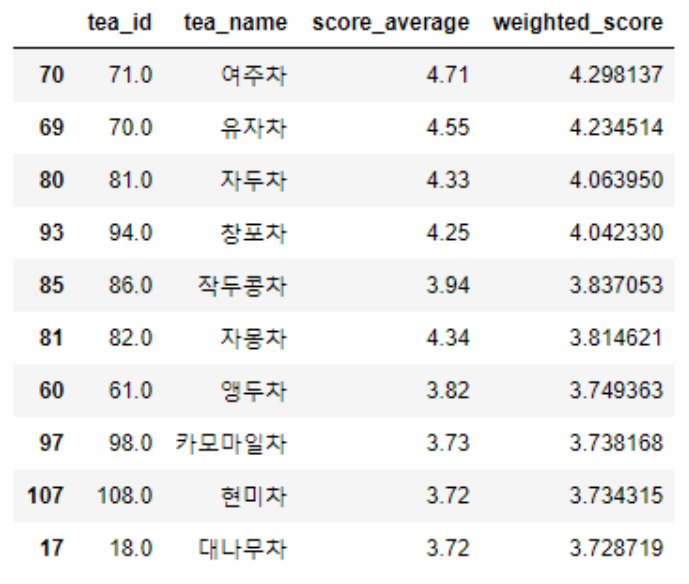 tea_id tea_name score_average weighted_score
70 71.0 여주차 4.71 4.298137
69 70.0 유자차 4.55 4.234514
80 81.0 자두차 4.33 4.063950
93 94.0 창포차 4.25 4.042330
85 86.0 작두콩차 3.94 3.837053
81 82.0 자몽차 4.34 3.814621
60 61.0 앵두차 3.82 3.749363
97 98.0 카모마일차 3.73 3.738168
107 108.0 현미차 3.72 3.734315
17 18.0 대나무차 3.72 3.728719